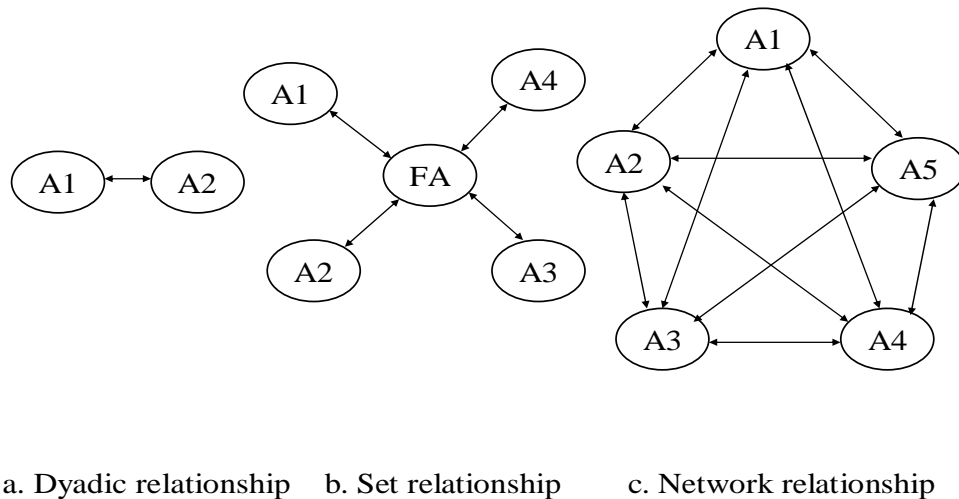 A1
A2
A1
A4
FA
A2
A3
A1
A2
A5
A3
A4
a. Dyadic relationship
b. Set relationship
c. Network relationship